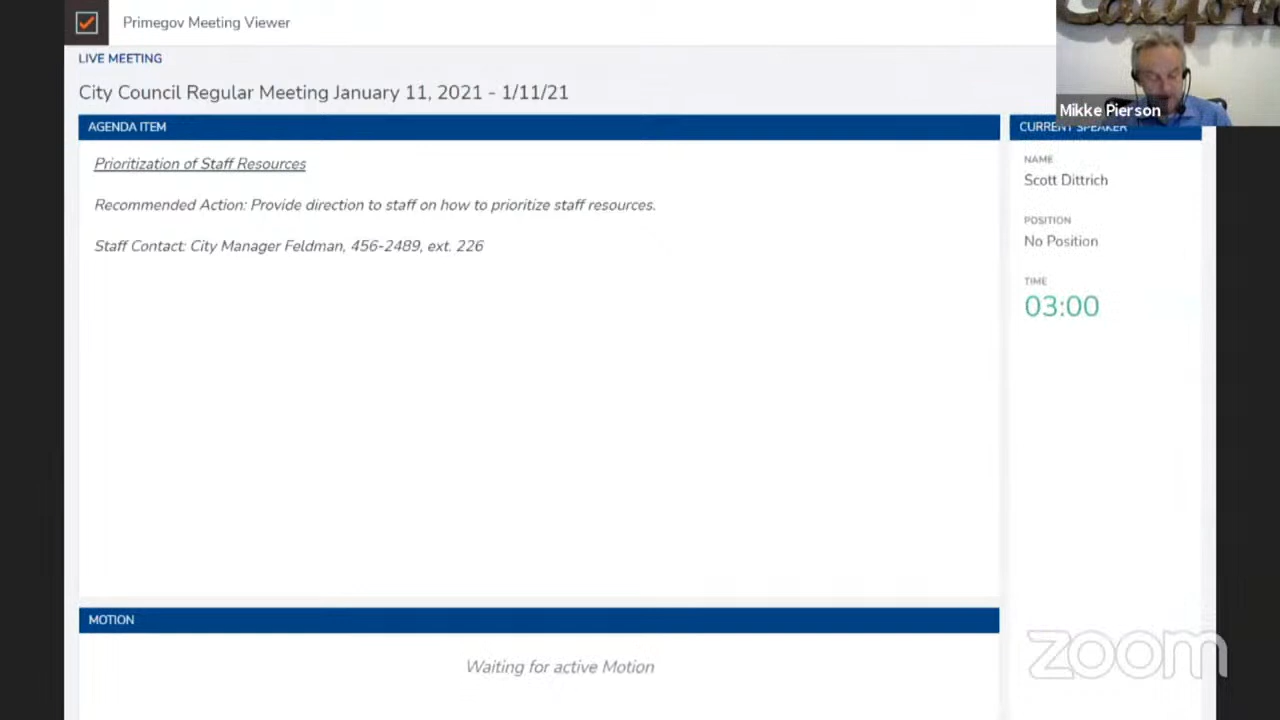 Primegov Meeting Viewer
LIVE MEETING
City Council Regular Meeting January 11, 2021 - 1/11/21
California
Mikke Pierson
AGENDA ITEM
Prioritization of Staff Resources
Recommended Action: Provide direction to staff on how to prioritize staff resources.
Staff Contact: City Manager Feldman, 456-2489, ext. 226
CURRENT SPEAKER
NAME
Scott Dittrich
POSITION
No Position
TIME
03:00
MOTION
Waiting for active Motion
zoom